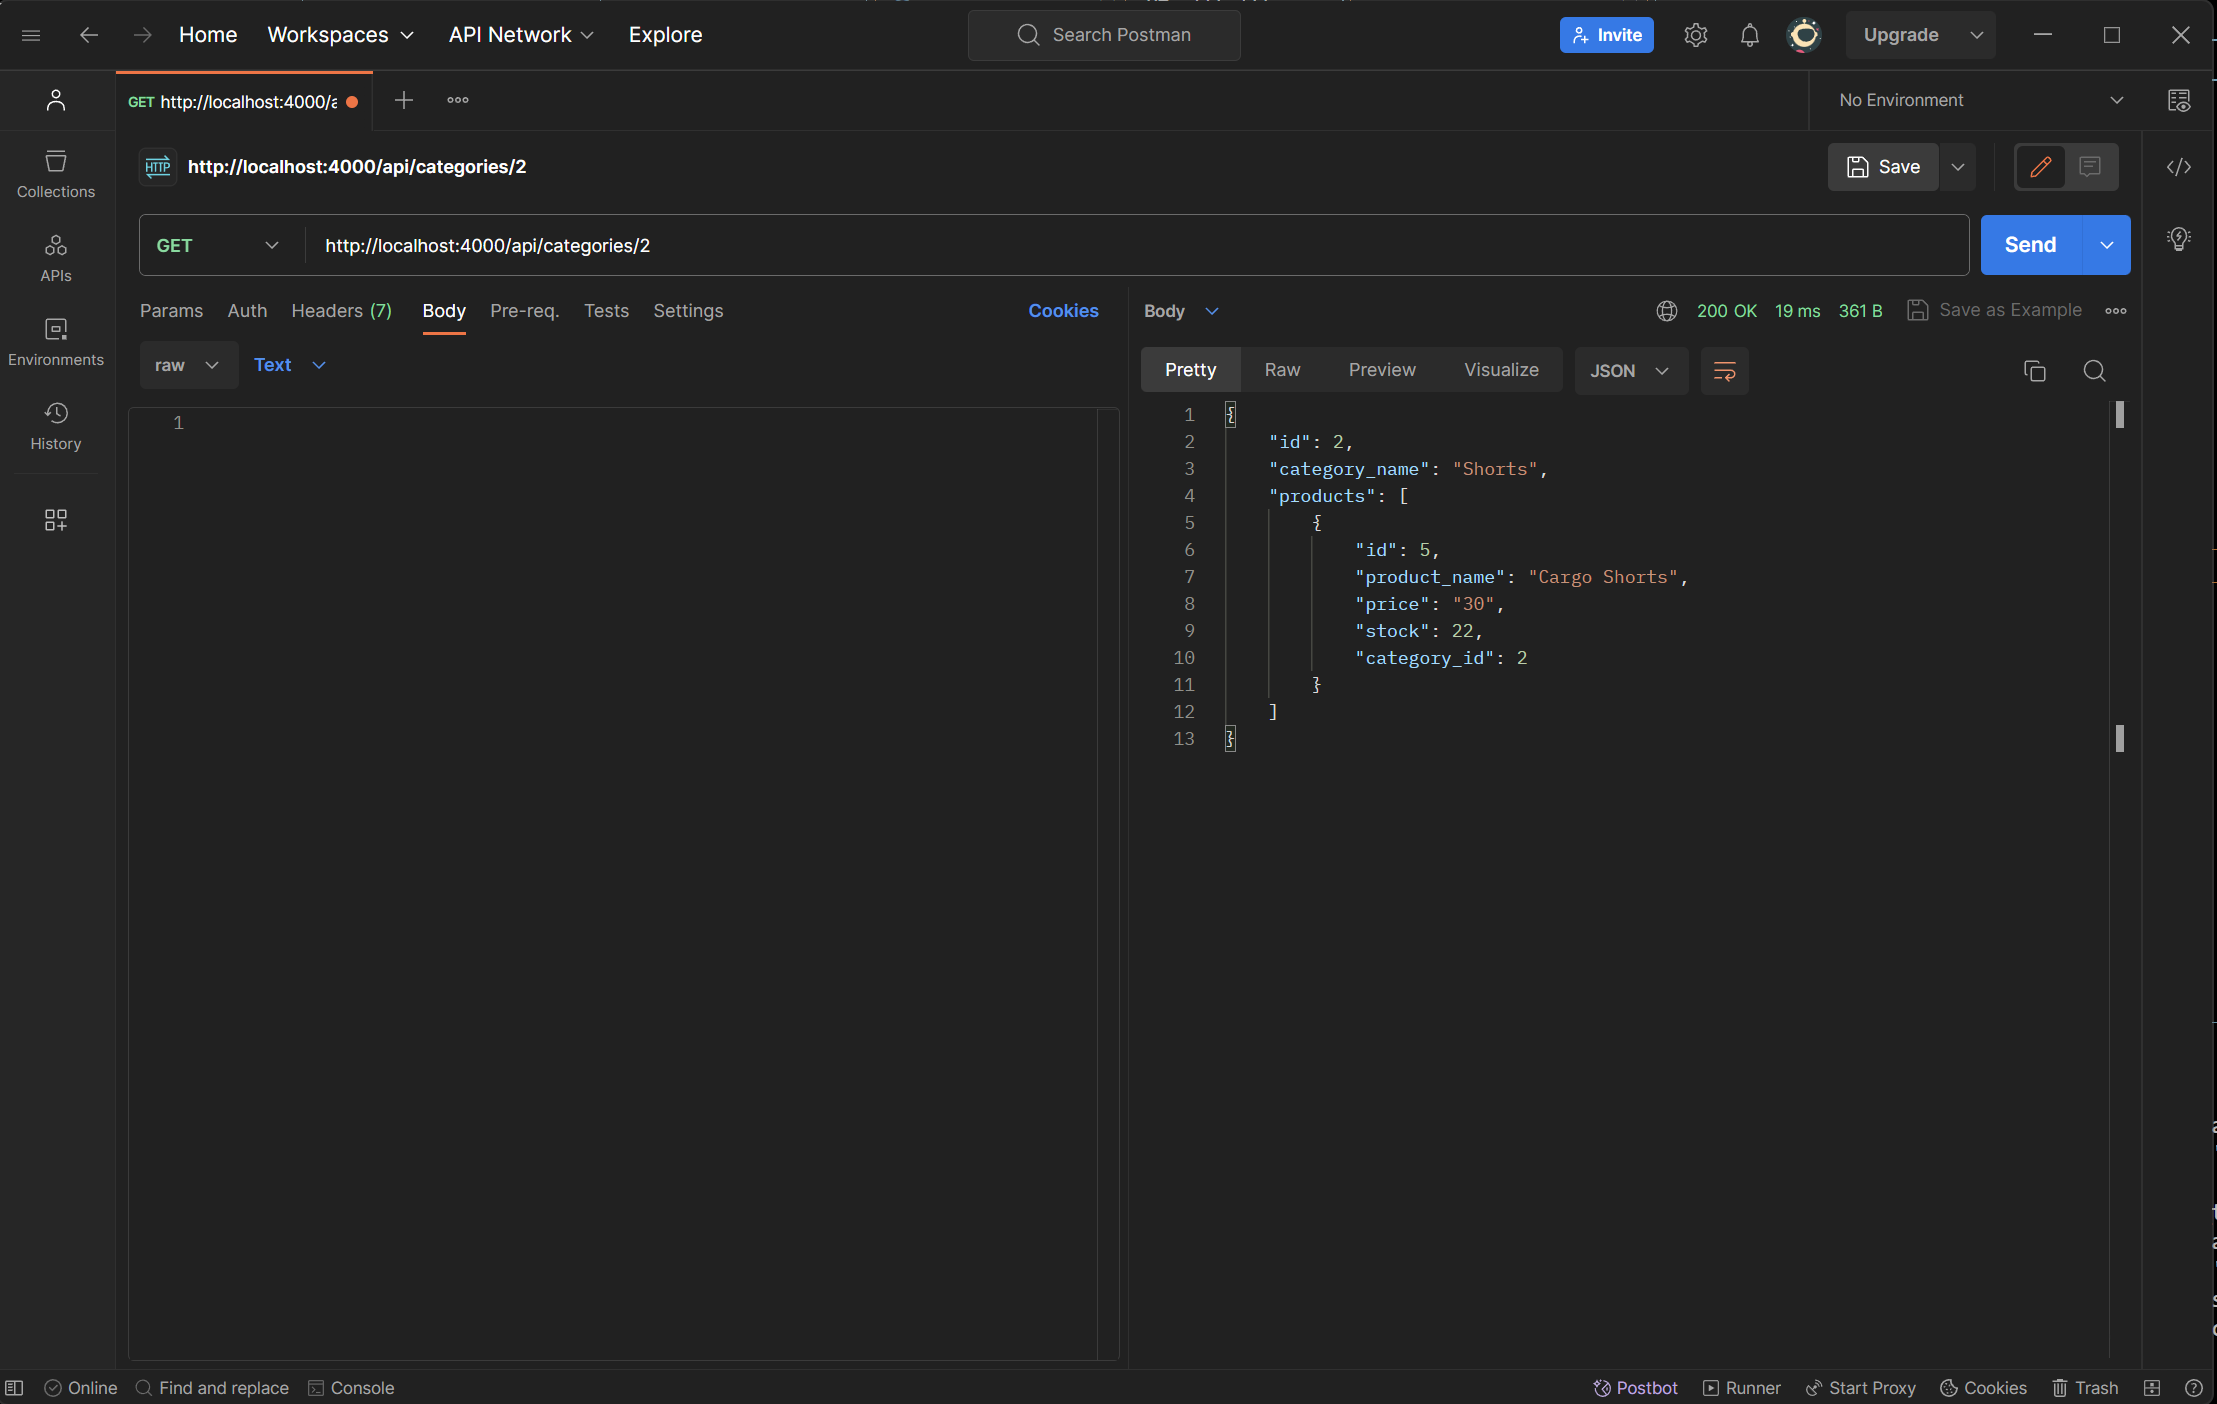 Home Workspaces API Network Explore Search Postman Invite Upgrade
GET http://localhost:4000/a No Environment
HTTP http://localhost:4000/api/categories/2 Save
GET http://localhost:4000/api/categories/2 Send
Collections
APIs
Environments
History
Params Auth Headers (7) Body Pre-req. Tests Settings Cookies
raw Text
1
Body 200 OK 19 ms 361 B Save as Example
Pretty Raw Preview Visualize JSON
1 {
2 "id": 2,
3 "category_name": "Shorts",
4 "products": [
5 {
6 "id": 5,
7 "product_name": "Cargo Shorts",
8 "price": "30",
9 "stock": 22,
10 "category_id": 2
11 }
12 ]
13 }
Online Find and replace Console Postbot Runner Start Proxy Cookies Trash